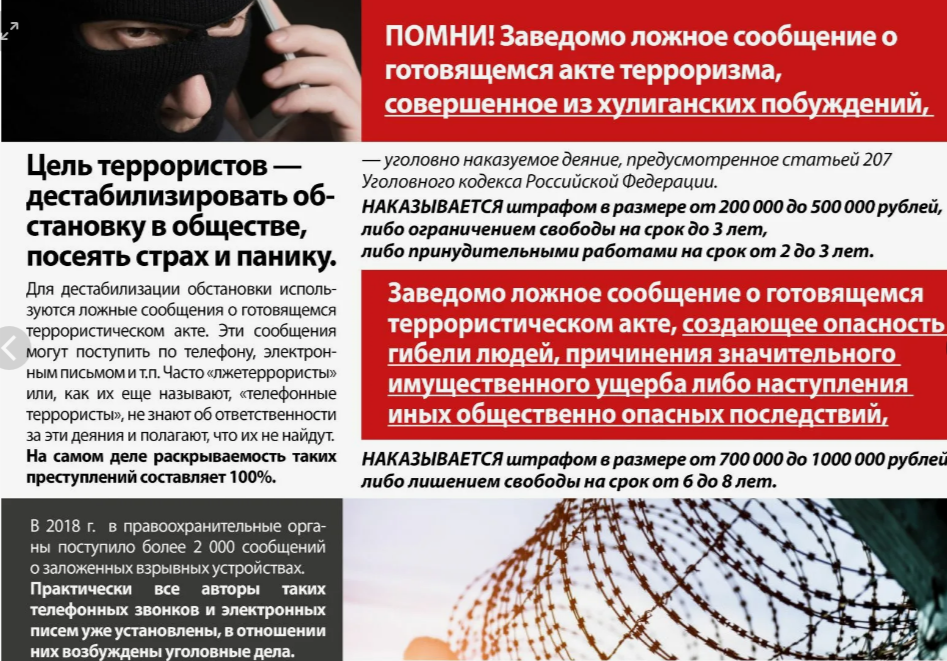 ПОМНИ! Заведомо ложное сообщение о
готовящемся акте терроризма,
совершенное из хулиганских побуждений,
— уголовно наказуемое деяние, предусмотренное статьей 207
Уголовного кодекса Российской Федерации.
НАКАЗЫВАЕТСЯ штрафом в размере от 200 000 до 500 000 рублей,
либо ограничением свободы на срок до 3 лет,
либо принудительными работами на срок от 2 до 3 лет.
Заведомо ложное сообщение о готовящемся
террористическом акте, создающее опасность
гибели людей, причинения значительного
имущественного ущерба либо наступления
иных общественно опасных последствий,
НАКАЗЫВАЕТСЯ штрафом в размере от 700 000 до 1000 000 рублей
либо лишением свободы на срок от 6 до 8 лет.
Цель террористов —
дестабилизировать об-
становку в обществе,
посеять страх и панику.
Для дестабилизации обстановки исполь-
зуются ложные сообщения о готовящемся
террористическом акте. Эти сообщения
могут поступить по телефону, электрон-
ным письмом и т.п. Часто «лжетеррористы»
или, как их еще называют, «телефонные
террористы», не знают об ответственности
за эти деяния и полагают, что их не найдут.
На самом деле раскрываемость таких
преступлений составляет 100%.
В 2018 г. в правоохранительные орга-
ны поступило более 2 000 сообщений
о заложенных взрывных устройствах.
Практически все авторы таких
телефонных звонков и электронных
писем уже установлены, в отношении
них возбуждены уголовные дела.